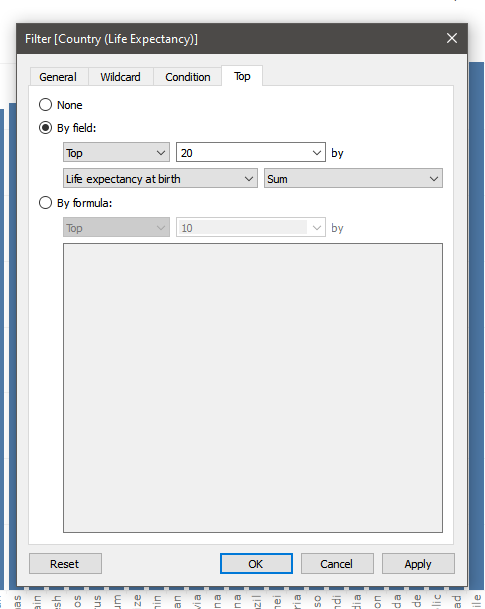 Filter [Country (Life Expectancy)]
General Wildcard Condition Top
None
By field:
Top 20 by
Life expectancy at birth Sum
By formula:
Top 10 by
Reset OK Cancel Apply